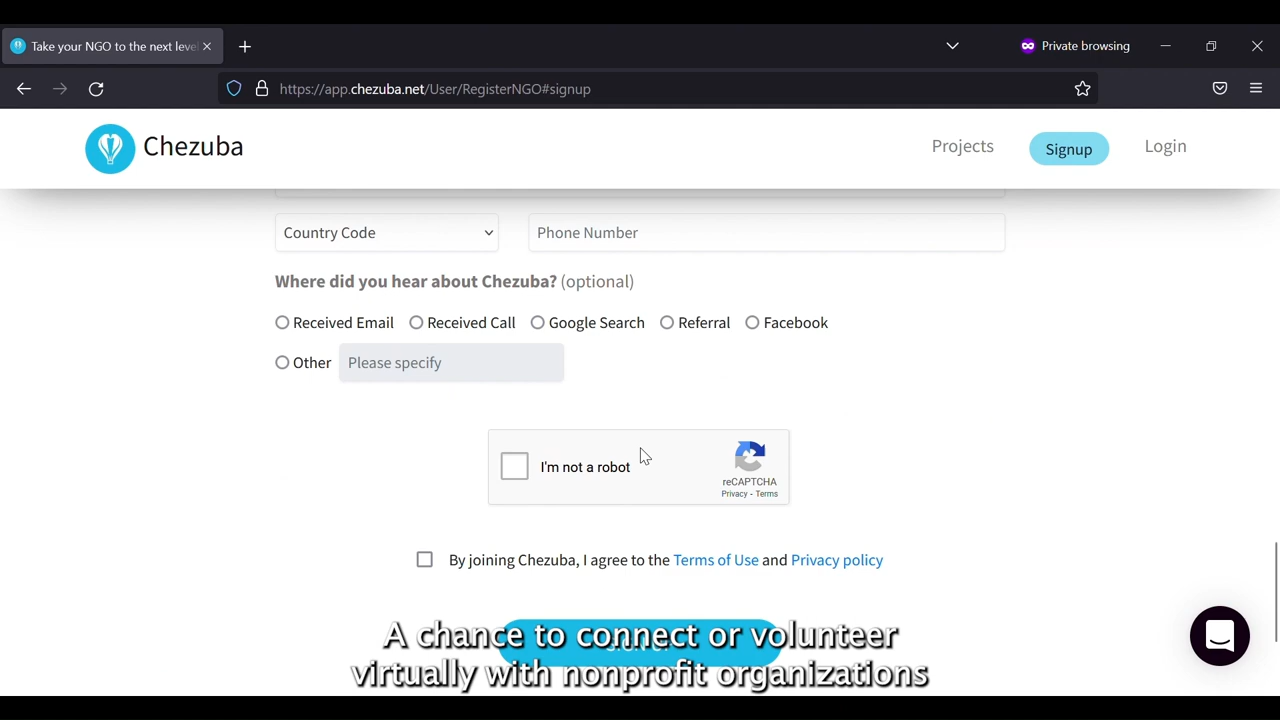 Take your NGO to the next level
Private browsing
https://app.chezuba.net/User/RegisterNGO#signup
Chezuba
Projects
Signup
Login
Country Code
Phone Number
Where did you hear about Chezuba? (optional)
Received Email
Received Call
Google Search
Referral
Facebook
Other
Please specify
I'm not a robot
reCAPTCHA
Privacy - Terms
By joining Chezuba, I agree to the Terms of Use and Privacy policy
A chance to connect or volunteer
virtually with nonprofit organizations